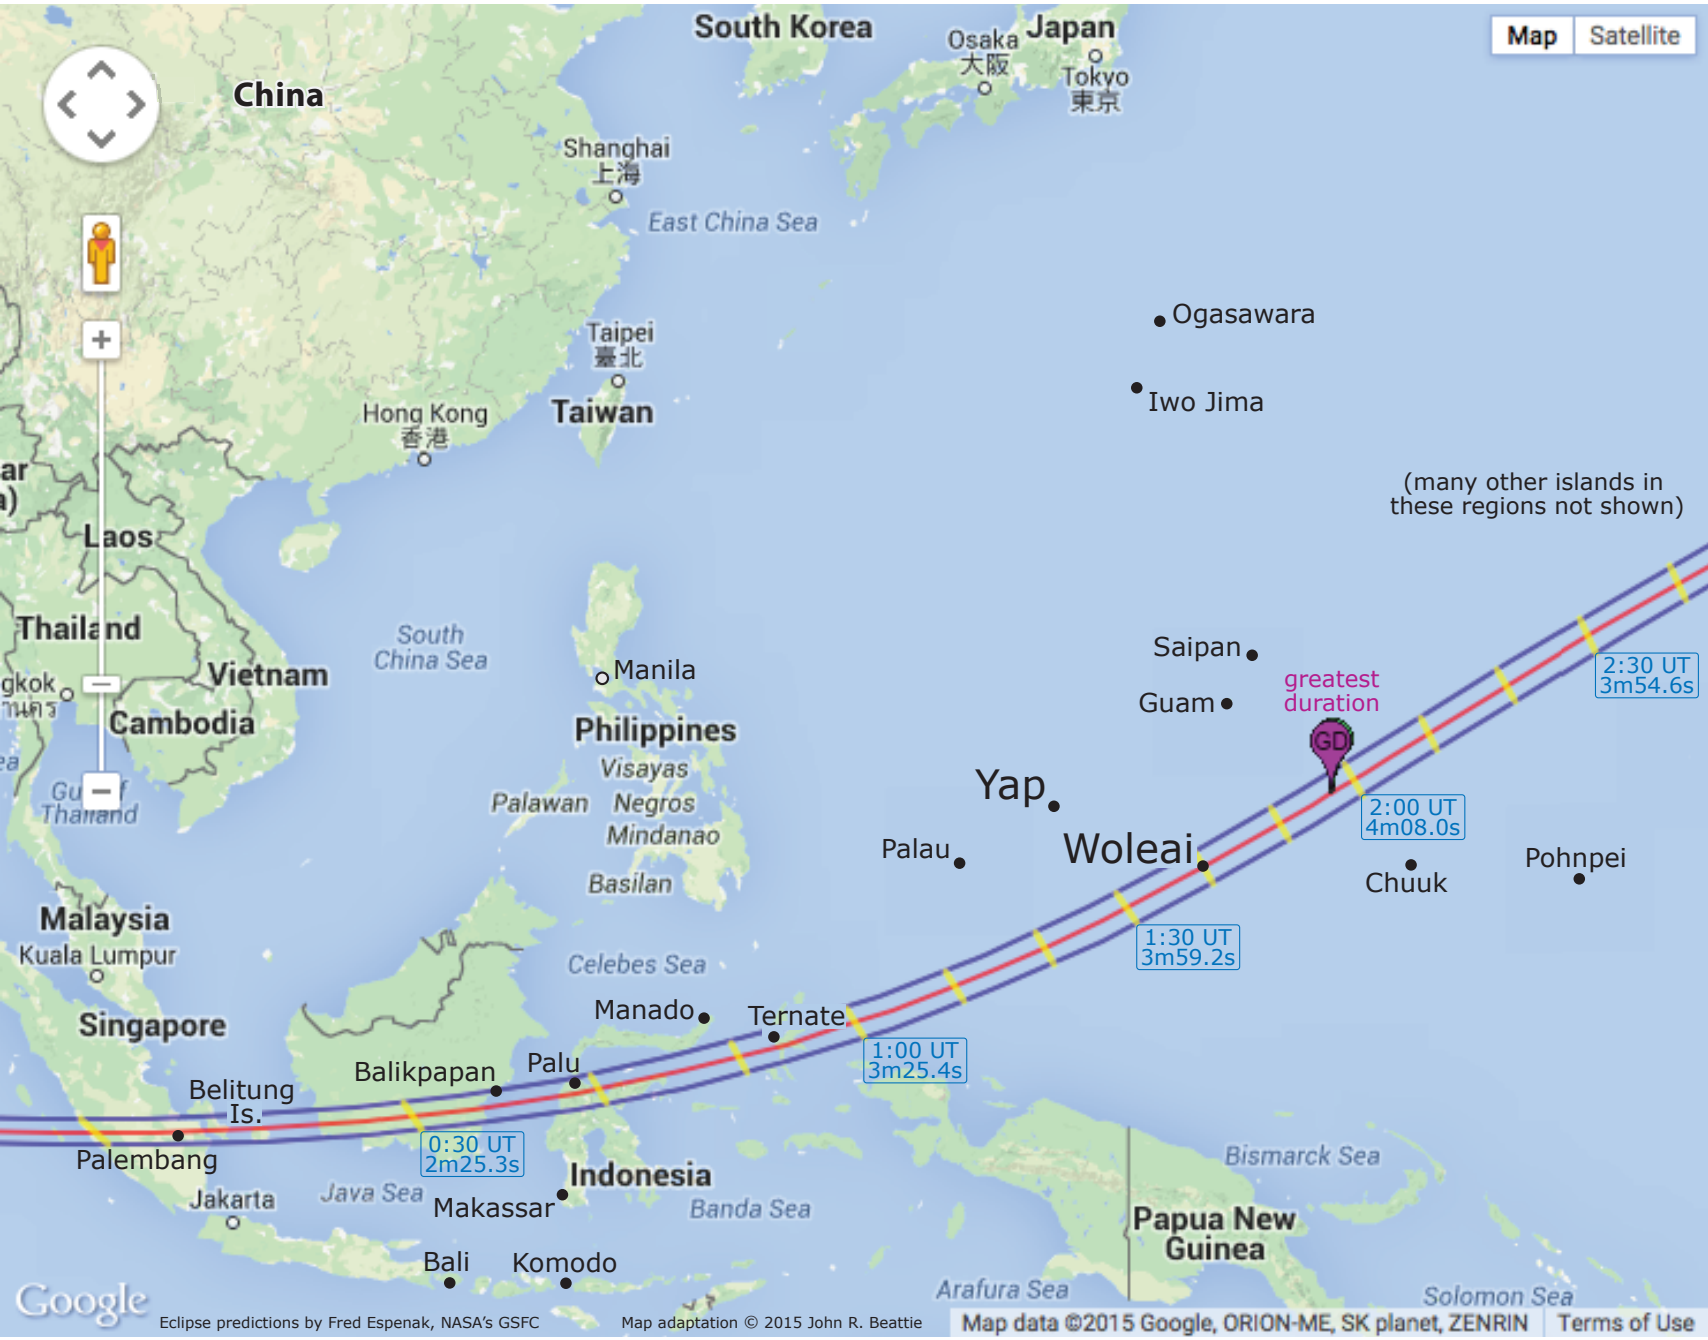 South Korea
Japan
Osaka
大阪
Tokyo
東京
Map
Satellite
China
Shanghai
上海
East China Sea
Ogasawara
Taipei
臺北
Iwo Jima
Hong Kong
香港
Taiwan
ar
a)
(many other islands in
these regions not shown)
Laos
Thailand
South
China Sea
Vietnam
Manila
Saipan
gkok
Guam
greatest
duration
2:30 UT
3m54.6s
Cambodia
Philippines
GD
Visayas
Yap
Gulf of
Thailand
Palawan
Negros
2:00 UT
4m08.0s
Mindanao
Palau
Woleai
Basilan
Chuuk
Pohnpei
Malaysia
Kuala Lumpur
1:30 UT
3m59.2s
Celebes Sea
Manado
Ternate
Singapore
1:00 UT
3m25.4s
Palu
Balikpapan
Belitung
Is.
0:30 UT
2m25.3s
Palembang
Indonesia
Bismarck Sea
Jakarta
Java Sea
Makassar
Banda Sea
Papua New
Guinea
Bali
Komodo
Arafura Sea
Solomon Sea
Google
Eclipse predictions by Fred Espenak, NASA's GSFC
Map adaptation © 2015 John R. Beattie
Map data ©2015 Google, ORION-ME, SK planet, ZENRIN
Terms of Use